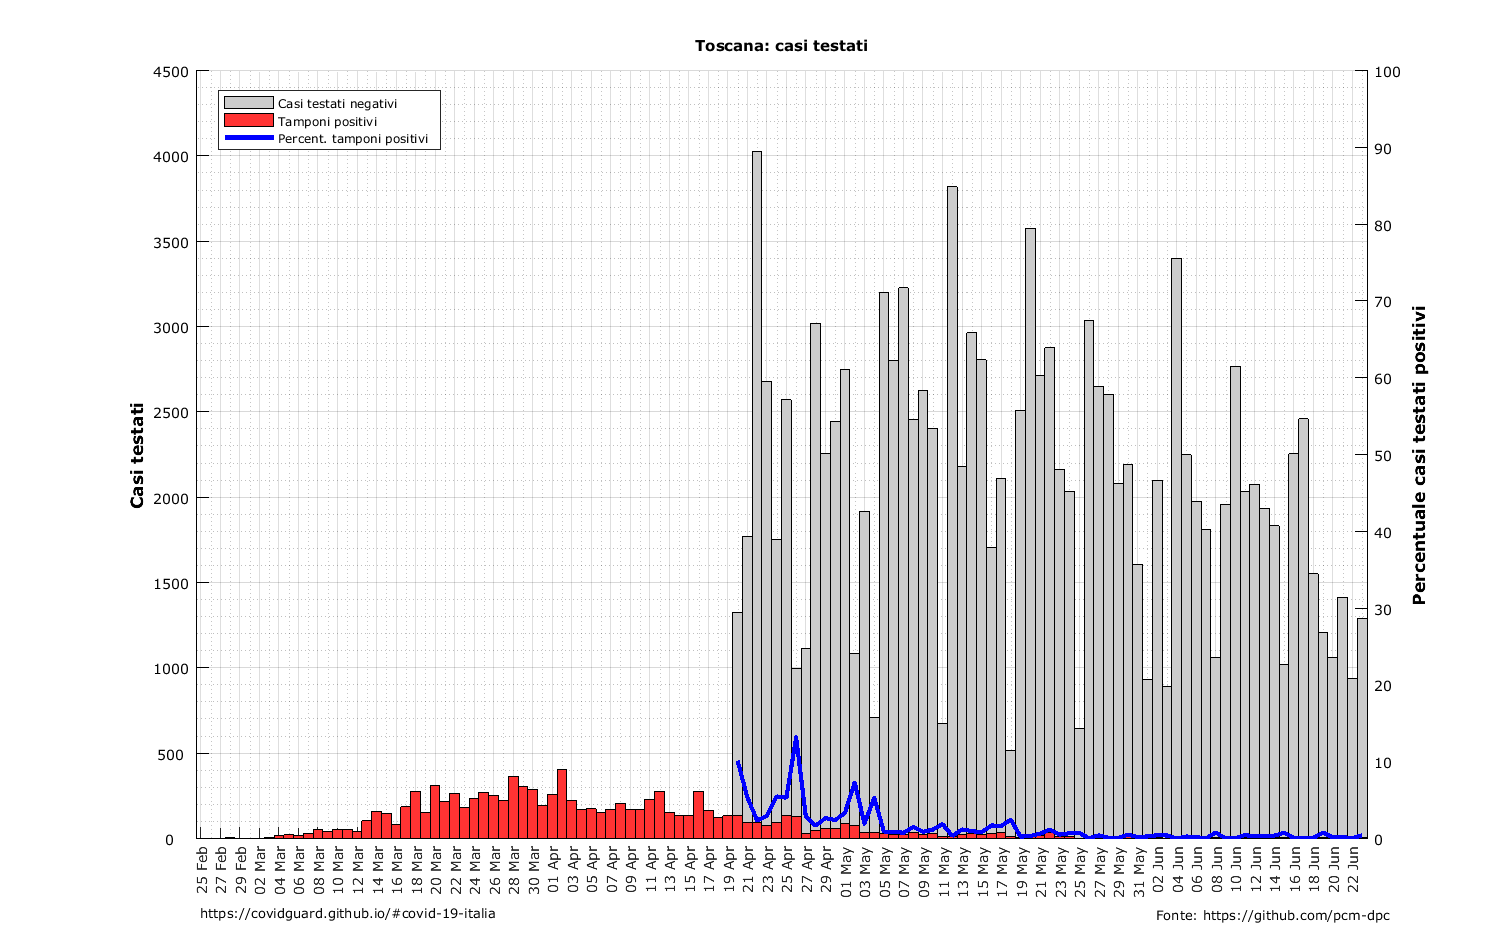 Toscana: casi testati
Casi testati negativi
Tamponi positivi
Percent. tamponi positivi
Casi testati
4500
4000
3500
3000
2500
2000
1500
1000
500
0
Percentuale casi testati positivi
100
90
80
70
60
50
40
30
20
10
0
25 Feb
27 Feb
29 Feb
02 Mar
04 Mar
06 Mar
08 Mar
10 Mar
12 Mar
14 Mar
16 Mar
18 Mar
20 Mar
22 Mar
24 Mar
26 Mar
28 Mar
30 Mar
01 Apr
03 Apr
05 Apr
07 Apr
09 Apr
11 Apr
13 Apr
15 Apr
17 Apr
19 Apr
21 Apr
23 Apr
25 Apr
27 Apr
29 Apr
01 May
03 May
05 May
07 May
09 May
11 May
13 May
15 May
17 May
19 May
21 May
23 May
25 May
27 May
29 May
31 May
02 Jun
04 Jun
06 Jun
08 Jun
10 Jun
12 Jun
14 Jun
16 Jun
18 Jun
20 Jun
22 Jun
https://covidguard.github.io/#covid-19-italia
Fonte: https://github.com/pcm-dpc